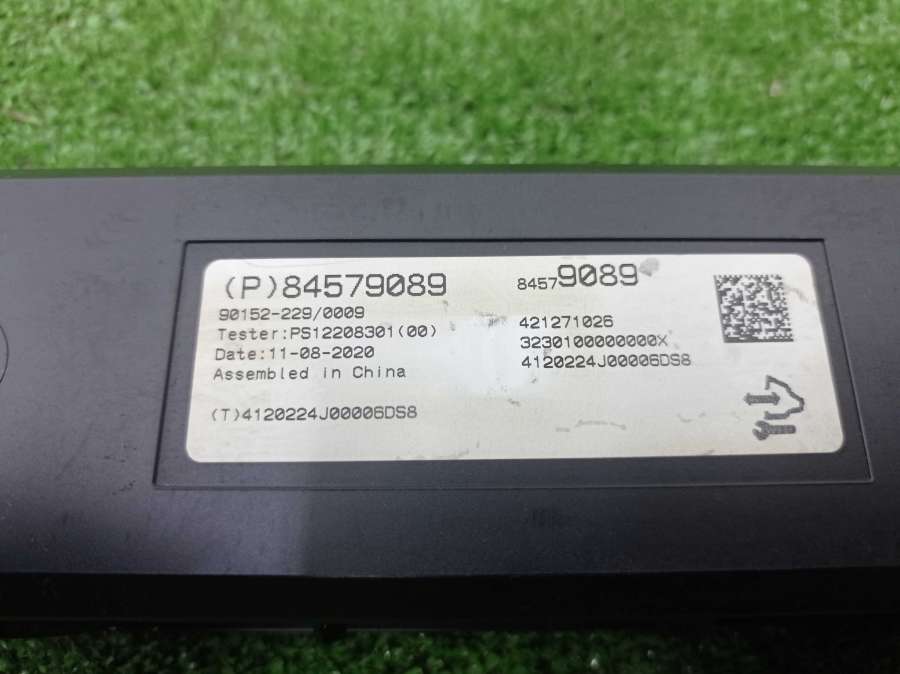 (P)84579089
90152-229/0009
Tester:PS12208301(00)
Date:11-08-2020
Assembled in China
(T)4120224J00006DS8
84579089
421271026
3230100000000X
4120224J00006DS8